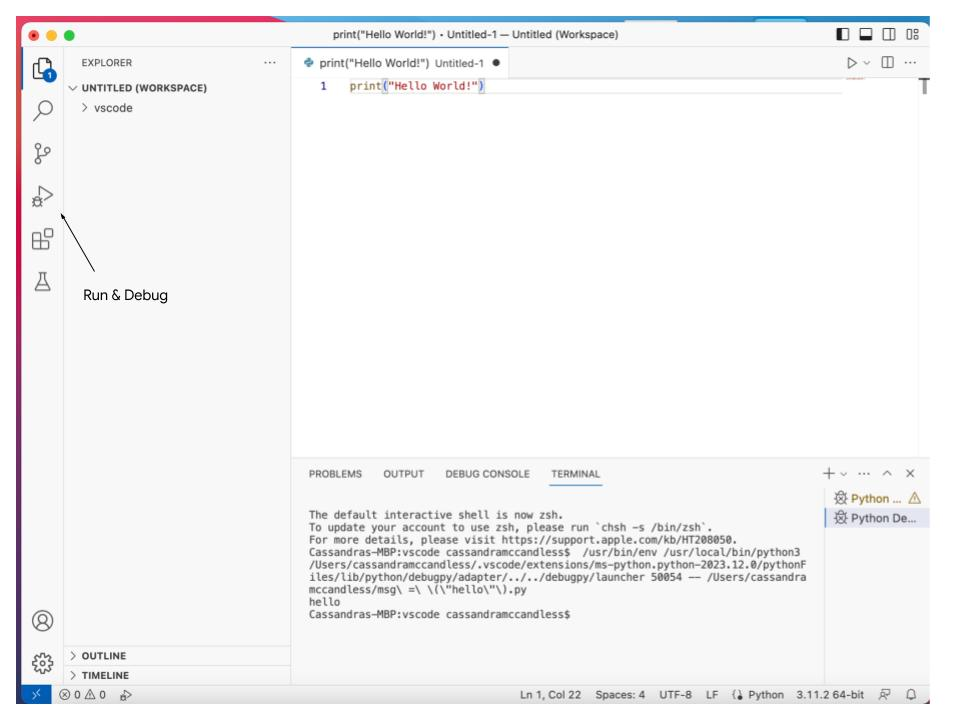 print("Hello World!") • Untitled-1 — Untitled (Workspace)
1
EXPLORER
UNTITLED (WORKSPACE)
vscode
Run & Debug
OUTLINE
TIMELINE
print("Hello World!") Untitled-1
1 print("Hello World!")
PROBLEMS OUTPUT DEBUG CONSOLE TERMINAL
Python ...
Python De...
The default interactive shell is now zsh.
To update your account to use zsh, please run `chsh -s /bin/zsh`.
For more details, please visit https://support.apple.com/kb/HT208050.
Cassandras-MBP:vscode cassandramccandless$  /usr/bin/env /usr/local/bin/python3
/Users/cassandramccandless/.vscode/extensions/ms-python.python-2023.12.0/pythonF
iles/lib/python/debugpy/adapter/../../debugpy/launcher 50054 -- /Users/cassandra
mccandless/msg\ =\ \(\"hello\"\).py
hello
Cassandras-MBP:vscode cassandramccandless$
0 0 Ln 1, Col 22 Spaces: 4 UTF-8 LF Python 3.11.2 64-bit